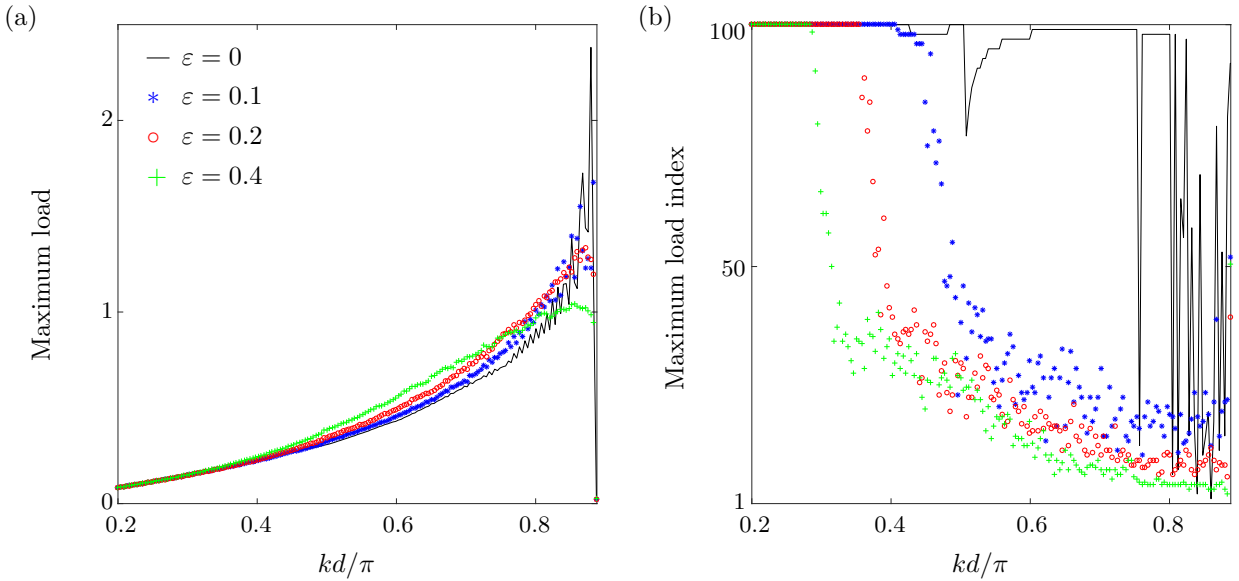 (a)
2
1
0
0.2
0.4
0.6
0.8
Maximum load
kd/π
ε = 0
ε = 0.1
ε = 0.2
ε = 0.4
(b)
100
50
1
0.2
0.4
0.6
0.8
Maximum load index
kd/π